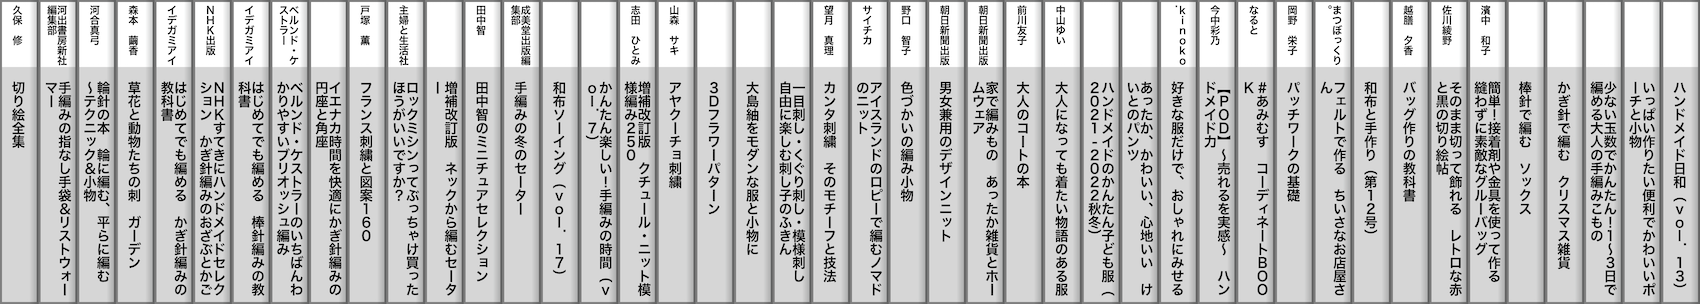 ハンドメイド日和（vol．13）
いっぱい作りたい便利でかわいいポ
ーチと小物
少ない玉数でかんたん！1〜3日で
編める大人の手編みこもの
かぎ針で編む　クリスマス雑貨
棒針で編む　ソックス
濱中　和子
簡単！接着剤や金具を使って作る
縫わずに素敵なグルーバッグ
佐川綾野
そのまま切って飾れる　レトロな赤
と黒の切り絵帖
越膳　夕香
バッグ作りの教科書
和布と手作り（第12号）
まつぼっくり
。
フェルトで作る　ちいさなお店屋さ
ん
岡野　栄子
パッチワークの基礎
なると
#あみむす　コーディネートBOO
K
今中彩乃
【POD】〜売れるを実感〜　ハン
ドメイド力
kinoko
．
好きな服だけで、おしゃれにみせる
あったか、かわいい、心地いい　け
いとのパンツ
ハンドメイドのかんたん子ども服（
2021-2022秋冬）
中山ゆい
大人になっても着たい物語のある服
前川友子
大人のコートの本
朝日新聞出版
家で編みもの　あったか雑貨とホー
ムウェア
朝日新聞出版
男女兼用のデザインニット
野口　智子
色づかいの編み小物
サイチカ
アイスランドのロピーで編むノマド
のニット
望月　真理
カンタ刺繍　そのモチーフと技法
一目刺し・くぐり刺し・模様刺し
自由に楽しむ刺し子のふきん
大島紬をモダンな服と小物に
3Dフラワーパターン
山森　サキ
アヤクーチョ刺繍
志田　ひとみ
増補改訂版　クチュール・ニット模
様編み250
かんたん楽しい！手編みの時間（v
ol．7）
和布ソーイング（vol．17）
成美堂出版編
集部
手編みの冬のセーター
田中智
田中智のミニチュアセレクション
増補改訂版　ネックから編むセータ
ー
主婦と生活社
ロックミシンってぶっちゃけ買った
ほうがいいですか？
戸塚　薫
フランス刺繍と図案160
イエナカ時間を快適にかぎ針編みの
円座と角座
ベルンド・ケ
ストラー
ベルンド・ケストラーのいちばんわ
かりやすいブリオッシュ編み
イデガミアイ
はじめてでも編める　棒針編みの教
科書
NHK出版
NHKすてきにハンドメイドセレク
ション　かぎ針編みのおざぶとかご
イデガミアイ
はじめてでも編める　かぎ針編みの
教科書
森本　繭香
草花と動物たちの刺　ガーデン
河合真弓
輪針の本　輪に編む、平らに編む
〜テクニック＆小物
河出書房新社
編集部
手編みの指なし手袋＆リストウォー
マー
久保　修
切り絵全集